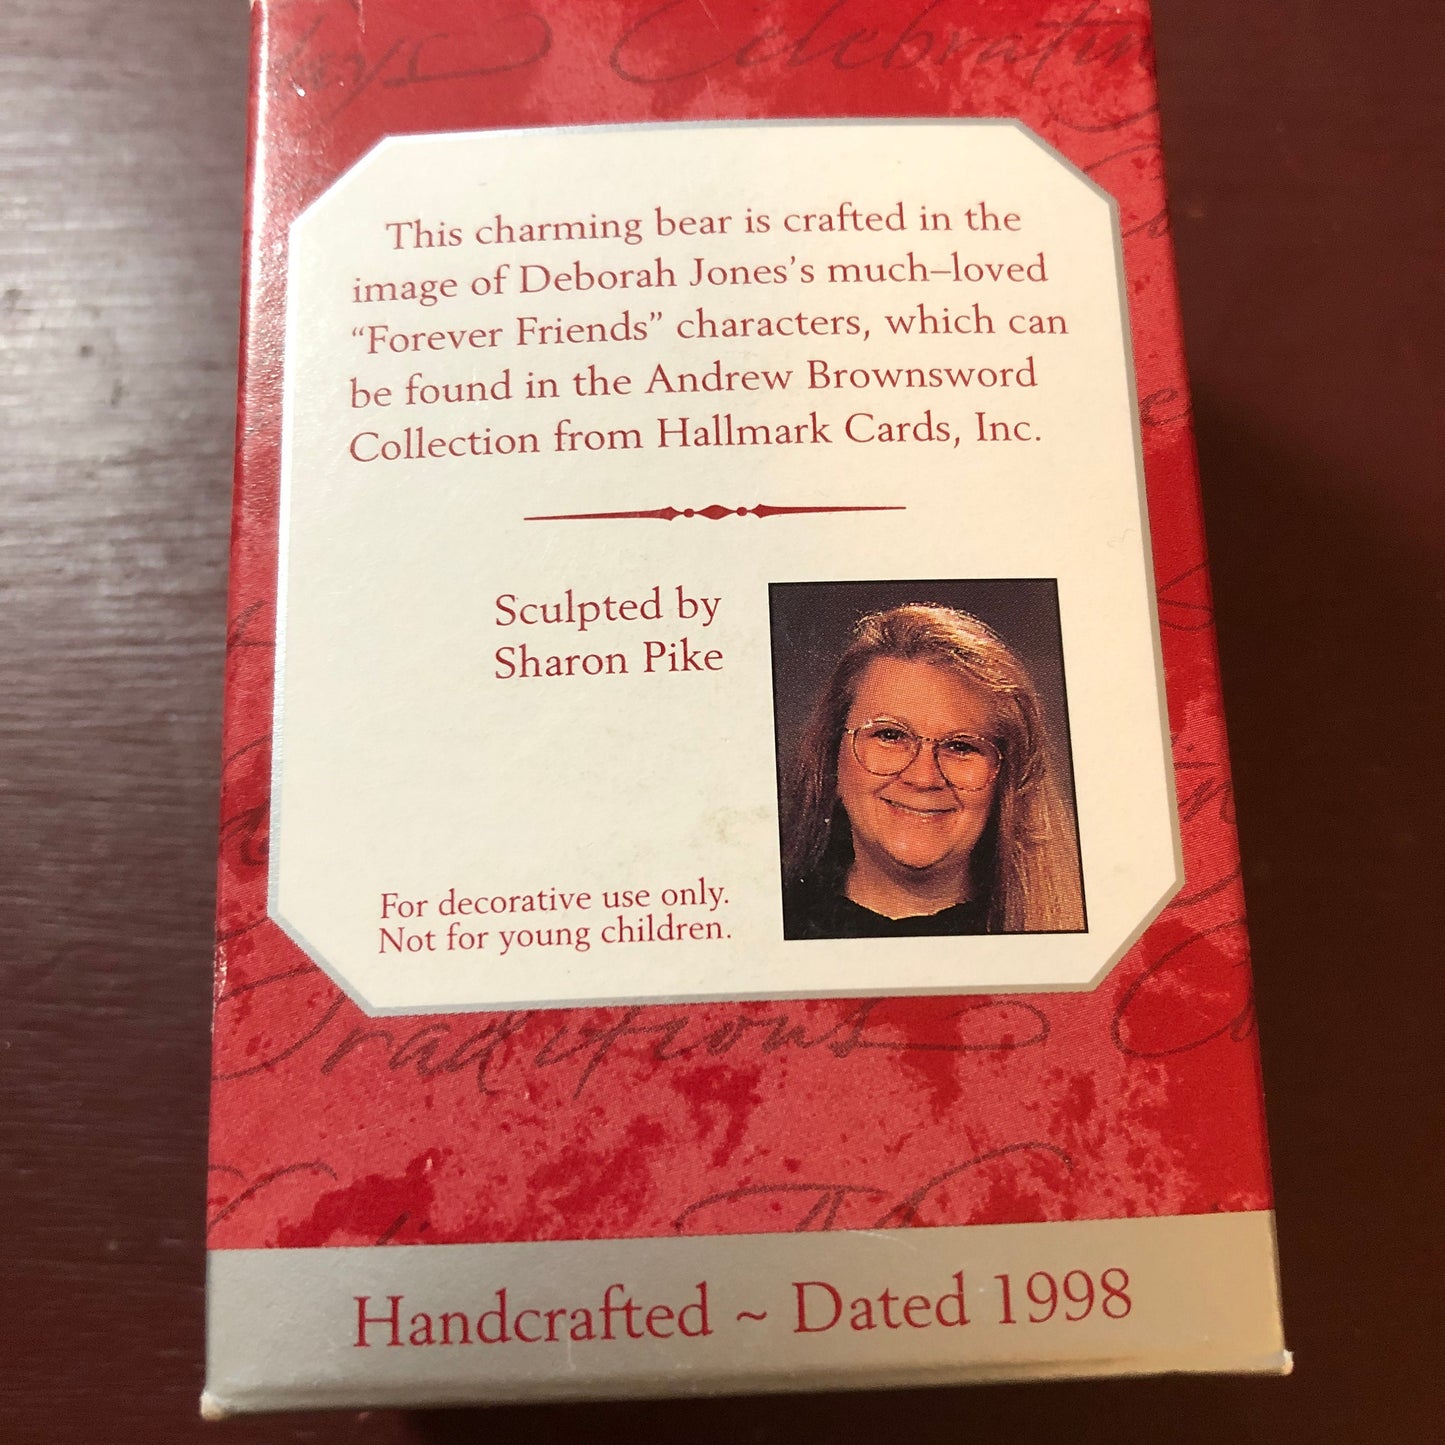 Celebrating
This charming bear is crafted in the
image of Deborah Jones's much–loved
“Forever Friends” characters, which can
be found in the Andrew Brownsword
Collection from Hallmark Cards, Inc.
Sculpted by
Sharon Pike
For decorative use only.
Not for young children.
Traditions
Handcrafted ~ Dated 1998